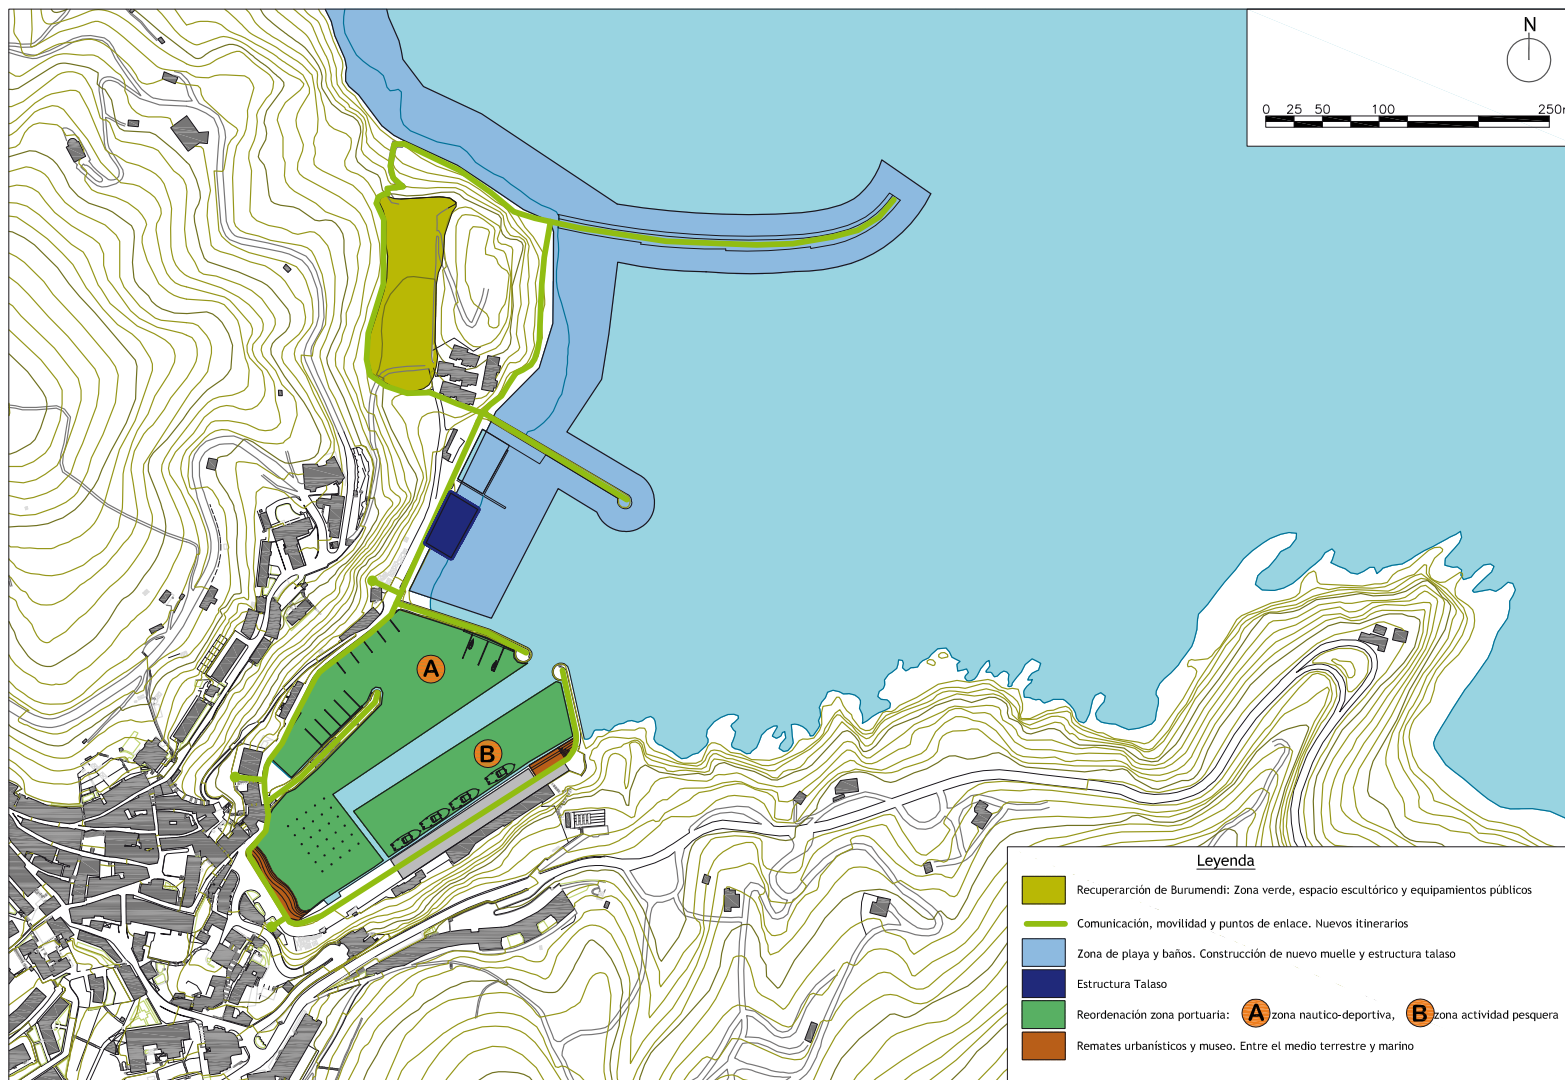 N
0 25 50 100 250m
A
B
Leyenda
Recuperarción de Burumendi: Zona verde, espacio escultórico y equipamientos públicos
Comunicación, movilidad y puntos de enlace. Nuevos itinerarios
Zona de playa y baños. Construcción de nuevo muelle y estructura talaso
Estructura Talaso
Reordenación zona portuaria: A zona nautico-deportiva, B zona actividad pesquera
Remates urbanísticos y museo. Entre el medio terrestre y marino